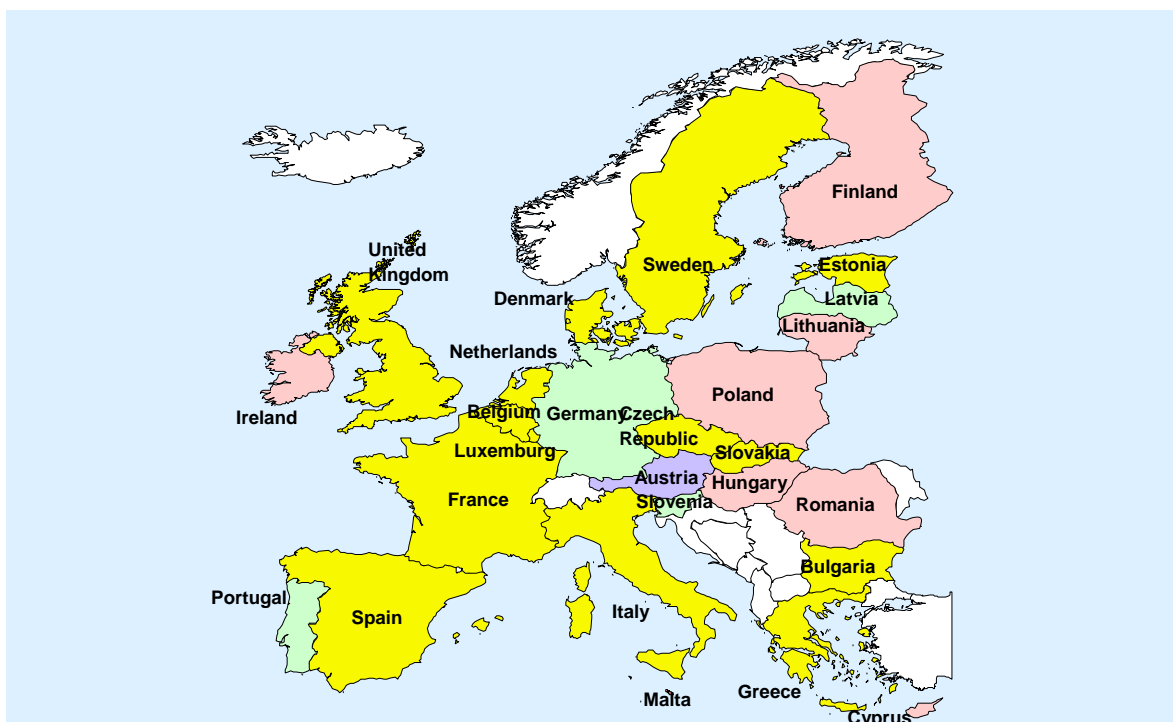 Finland
United
Kingdom
Sweden
Estonia
Denmark
Latvia
Lithuania
Netherlands
Poland
Ireland
Belgium
Germany
Czech
Republic
Luxemburg
Slovakia
Austria
Hungary
France
Slovenia
Romania
Bulgaria
Portugal
Spain
Italy
Malta
Greece
Cyprus